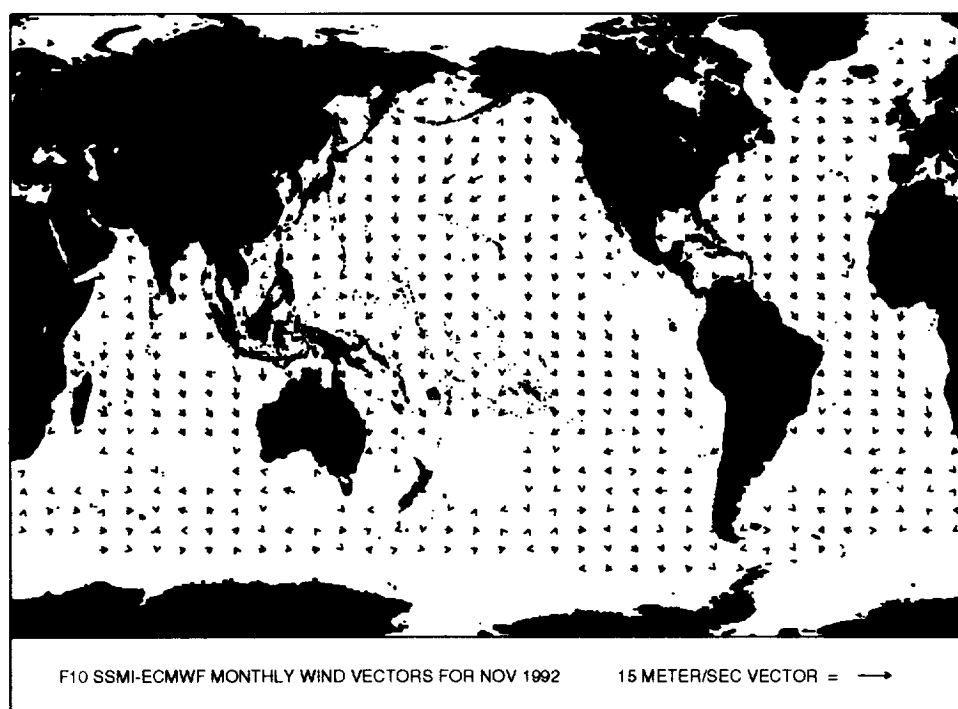 F10 SSMI-ECMWF MONTHLY WIND VECTORS FOR NOV 1992 15 METER/SEC VECTOR =